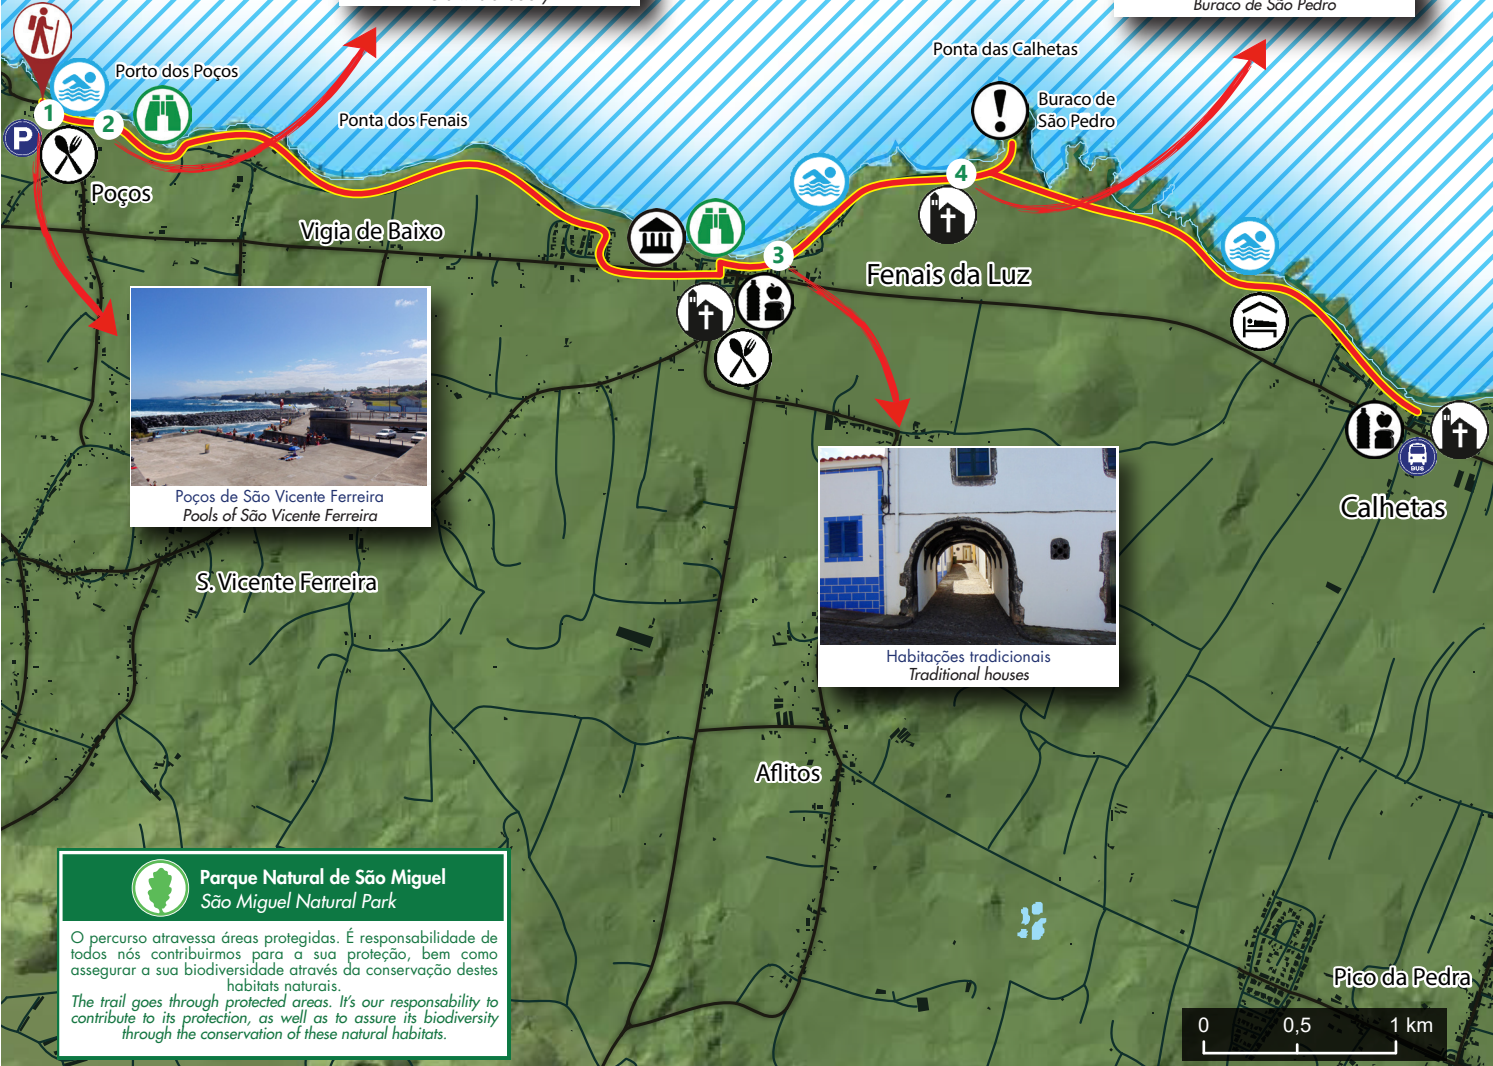 Buraco de São Pedro
Ponta das Calhetas
Porto dos Poços
Buraco de
São Pedro
Ponta dos Fenais
1
2
P
4
Poços
Vigia de Baixo
3
Fenais da Luz
BUS
Poços de São Vicente Ferreira
Pools of São Vicente Ferreira
Calhetas
S. Vicente Ferreira
Habitações tradicionais
Traditional houses
Aflitos
Parque Natural de São Miguel
São Miguel Natural Park
O percurso atravessa áreas protegidas. É responsabilidade de
todos nós contribuirmos para a sua proteção, bem como
assegurar a sua biodiversidade através da conservação destes
habitats naturais.
The trail goes through protected areas. It's our responsability to
contribute to its protection, as well as to assure its biodiversity
through the conservation of these natural habitats.
Pico da Pedra
0 0,5 1 km